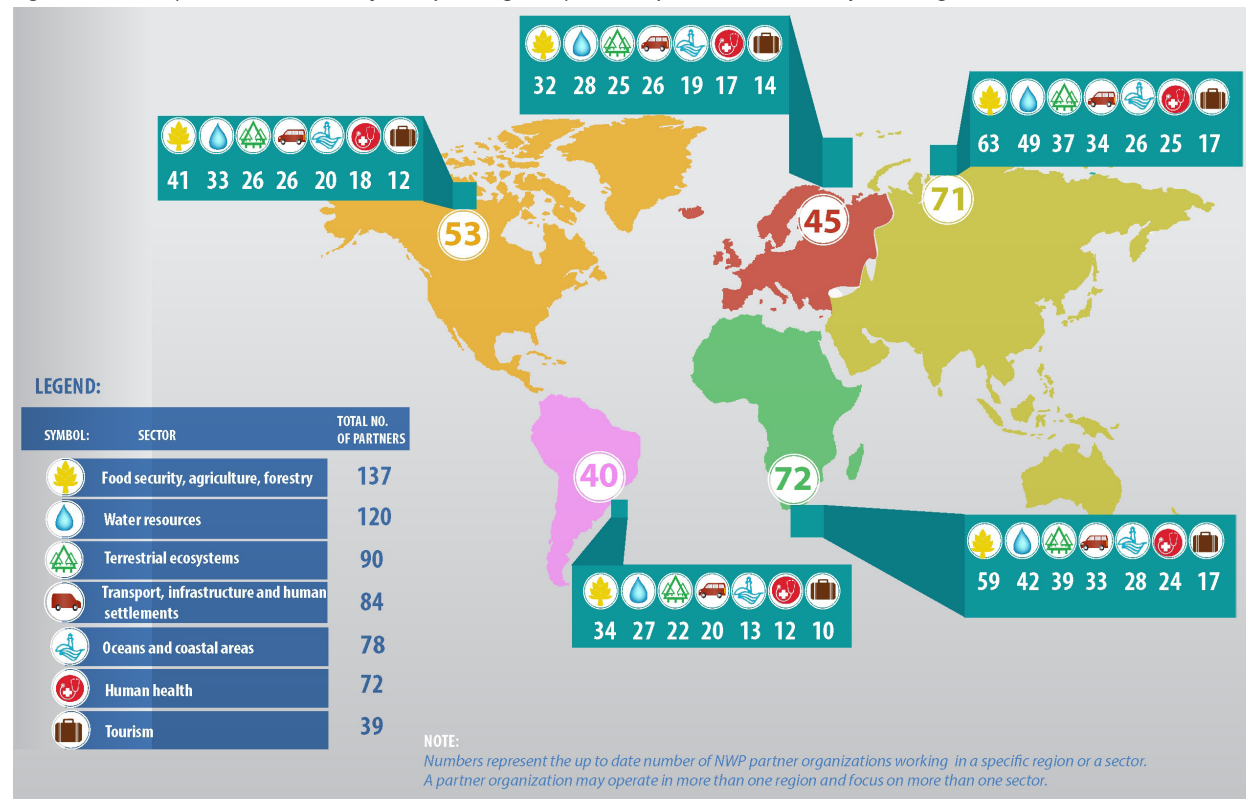 32 28 25 26 19 17 14
63 49 37 34 26 25 17
41 33 26 26 20 18 12
53
45
71
LEGEND:
SYMBOL: SECTOR TOTAL NO.
OF PARTNERS
Food security, agriculture, forestry 137
Water resources 120
Terrestrial ecosystems 90
Transport, infrastructure and human
settlements 84
Oceans and coastal areas 78
Human health 72
Tourism 39
40
72
34 27 22 20 13 12 10
59 42 39 33 28 24 17
NOTE:
Numbers represent the up to date number of NWP partner organizations working in a specific region or a sector.
A partner organization may operate in more than one region and focus on more than one sector.